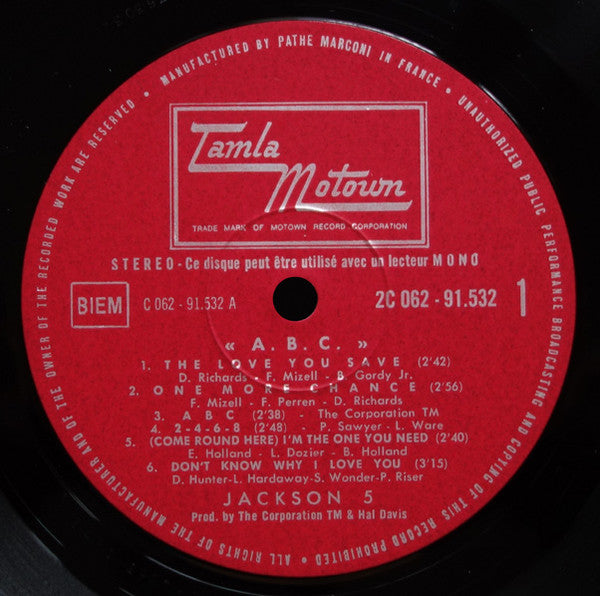 • MANUFACTURED BY PATHE MARCONI IN FRANCE • UNAUTHORIZED PUBLIC PERFORMANCE BROADCASTING AND COPYING OF THIS RECORD PROHIBITED • ALL RIGHTS OF THE MANUFACTURER AND OF THE OWNER OF THE RECORDED WORK ARE RESERVED
Tamla
Motown
TRADE MARK OF MOTOWN RECORD CORPORATION
STEREO - Ce disque peut être utilisé avec un lecteur MONO
BIEM C 062 - 91.532 A 2C 062 - 91.532 1
« A. B. C. »
1. THE LOVE YOU SAVE (2'42)
D. Richards - F. Mizell - B. Gordy Jr.
2. ONE MORE CHANCE (2'56)
F. Mizell - F. Perren - D. Richards
3. A B C (2'38) - The Corporation TM
4. 2-4-6-8 (2'48) - P. Sawyer - L. Ware
5. (COME ROUND HERE) I'M THE ONE YOU NEED (2'40)
E. Holland - L. Dozier - B. Holland
6. DON'T KNOW WHY I LOVE YOU (3'15)
D. Hunter-L. Hardaway-S. Wonder-P. Riser
JACKSON 5
Prod. by The Corporation TM & Hal Davis